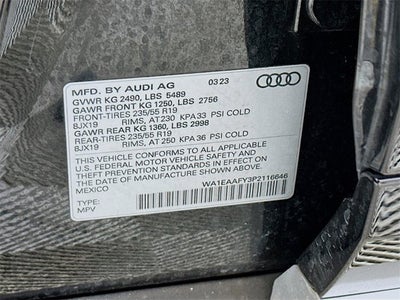 MFD. BY AUDI AG 03 23
GVWR KG 2490, LBS 5489
GAWR FRONT KG 1250, LBS 2756
FRONT-TIRES 235/55 R19
8JX19 RIMS, AT 230 KPA 33 PSI COLD
GAWR REAR KG 1360, LBS 2998
REAR-TIRES 235/55 R19
8JX19 RIMS, AT 250 KPA 36 PSI COLD
THIS VEHICLE CONFORMS TO ALL APPLICABLE
U.S. FEDERAL MOTOR VEHICLE SAFETY AND
THEFT PREVENTION STANDARDS IN EFFECT
ON THE DATE OF MANUFACTURE SHOWN ABOVE.
MEXICO
WA1EAAFY3P2116646
TYPE:
MPV